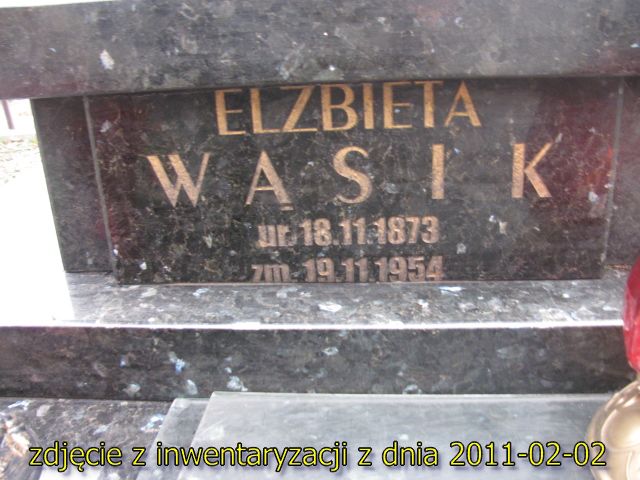 ELZBIETA
WĄSIK
ur. 18.11.1873
zm. 19.11.1954
zdjęcie z inwentaryzacji z dnia 2011-02-02